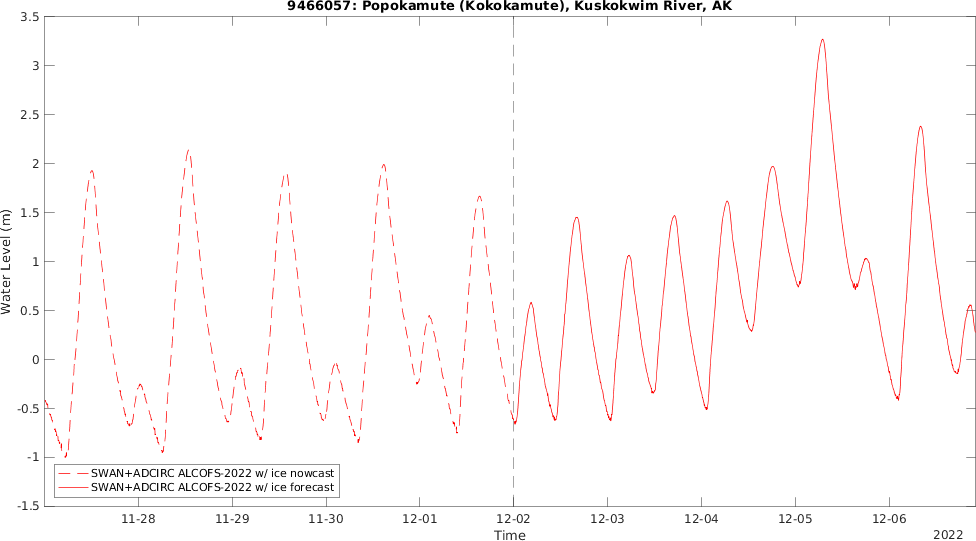 9466057: Popokamute (Kokokamute), Kuskokwim River, AK
3.5
3
2.5
2
1.5
1
0.5
0
-0.5
-1
-1.5
Water Level (m)
SWAN+ADCIRC ALCOFS-2022 w/ ice nowcast
SWAN+ADCIRC ALCOFS-2022 w/ ice forecast
11-28 11-29 11-30 12-01 12-02 12-03 12-04 12-05 12-06
Time
2022